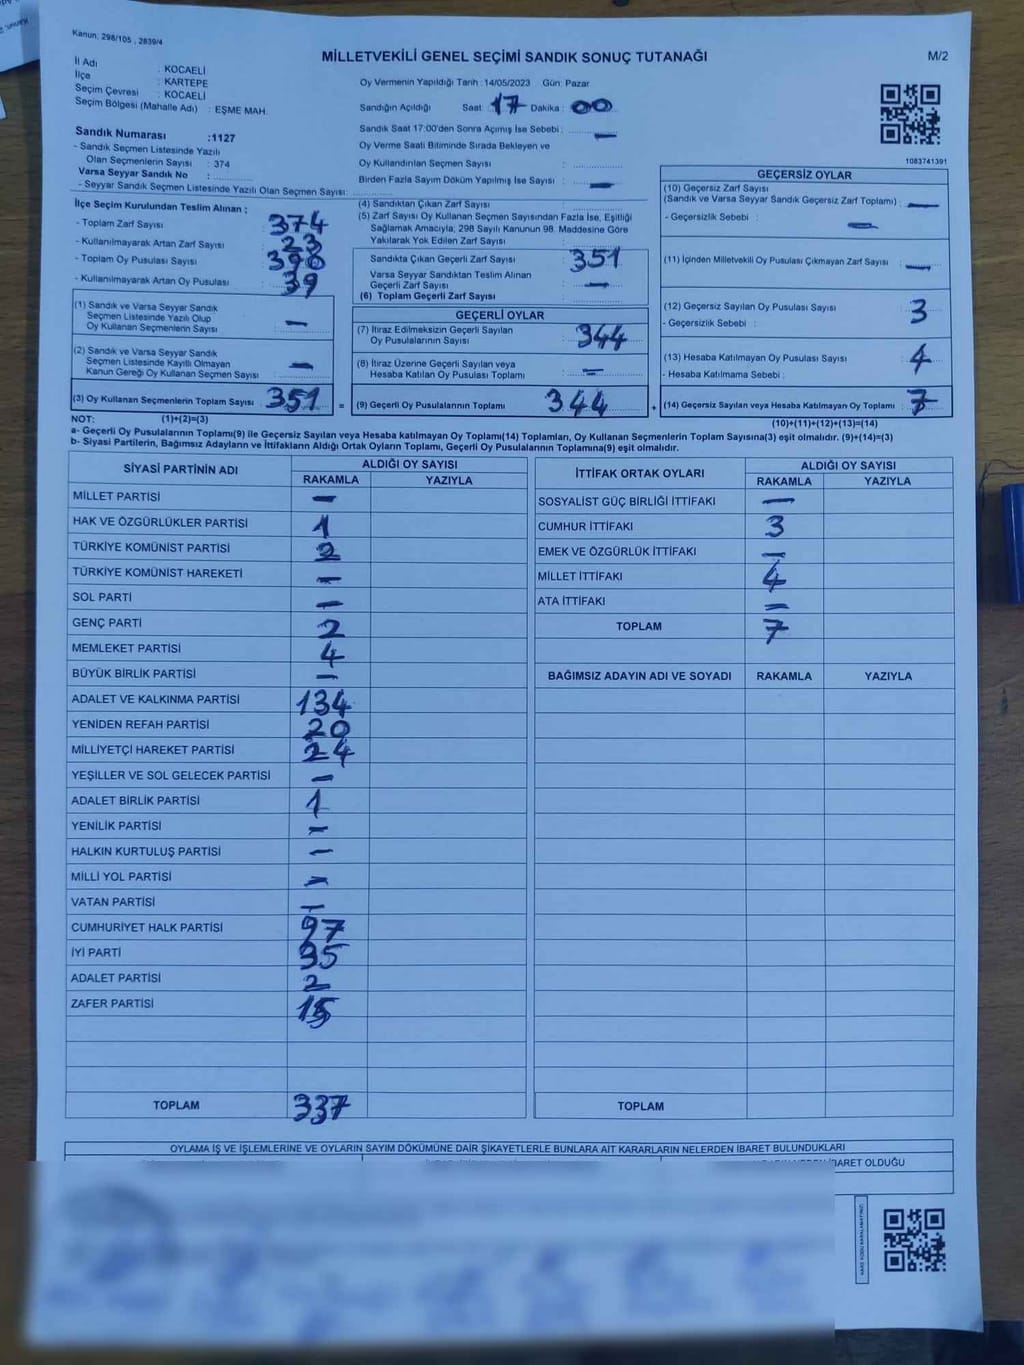 Kanun; 298/105 , 2839/4
MİLLETVEKİLİ GENEL SEÇİMİ SANDIK SONUÇ TUTANAĞI
M/2
İl Adı : KOCAELİ
İlçe : KARTEPE
Seçim Çevresi : KOCAELİ
Seçim Bölgesi (Mahalle Adı) : EŞME MAH.
Sandık Numarası :1127
- Sandık Seçmen Listesinde Yazılı
Olan Seçmenlerin Sayısı : 374
Varsa Seyyar Sandık No :
- Seyyar Sandık Seçmen Listesinde Yazılı Olan Seçmen Sayısı:
Oy Vermenin Yapıldığı Tarih :14/05/2023 Gün: Pazar
Sandığın Açıldığı Saat : 17 Dakika : 00
Sandık Saat 17:00'den Sonra Açımış İse Sebebi : —
Oy Verme Saati Bitiminde Sırada Bekleyen ve
Oy Kullandırılan Seçmen Sayısı :
Birden Fazla Sayım Döküm Yapılmış İse Sayısı : —
1083741391
İlçe Seçim Kurulundan Teslim Alınan ;
- Toplam Zarf Sayısı : 374
- Kullanılmayarak Artan Zarf Sayısı : 23
- Toplam Oy Pusulası Sayısı : 390
- Kullanılmayarak Artan Oy Pusulası : 39
(4) Sandıktan Çıkan Zarf Sayısı :
(5) Zarf Sayısı Oy Kullanan Seçmen Sayısından Fazla İse, Eşitliği
Sağlamak Amacıyla; 298 Sayılı Kanunun 98. Maddesine Göre
Yakılarak Yok Edilen Zarf Sayısı :
Sandıkta Çıkan Geçerli Zarf Sayısı : 351
Varsa Seyyar Sandıktan Teslim Alınan
Geçerli Zarf Sayısı : —
(6) Toplam Geçerli Zarf Sayısı :
GEÇERSİZ OYLAR
(10) Geçersiz Zarf Sayısı
(Sandık ve Varsa Seyyar Sandık Geçersiz Zarf Toplamı) : —
- Geçersizlik Sebebi : —
(11) İçinden Milletvekili Oy Pusulası Çıkmayan Zarf Sayısı : —
(12) Geçersiz Sayılan Oy Pusulası Sayısı : 3
- Geçersizlik Sebebi :
(13) Hesaba Katılmayan Oy Pusulası Sayısı : 4
- Hesaba Katılmama Sebebi :
(1) Sandık ve Varsa Seyyar Sandık
Seçmen Listesinde Yazılı Olup
Oy Kullanan Seçmenlerin Sayısı : —
(2) Sandık ve Varsa Seyyar Sandık
Seçmen Listesinde Kayıtlı Olmayan
Kanun Gereği Oy Kullanan Seçmen Sayısı : —
GEÇERLİ OYLAR
(7) İtiraz Edilmeksizin Geçerli Sayılan
Oy Pusulalarının Sayısı : 344
(8) İtiraz Üzerine Geçerli Sayılan veya
Hesaba Katılan Oy Pusulası Toplamı : —
(3) Oy Kullanan Seçmenlerin Toplam Sayısı : 351 = (9) Geçerli Oy Pusulalarının Toplamı : 344 + (14) Geçersiz Sayılan veya Hesaba Katılmayan Oy Toplamı : 7
NOT: (1)+(2)=(3) (10)+(11)+(12)+(13)=(14)
a- Geçerli Oy Pusulalarının Toplamı(9) ile Geçersiz Sayılan veya Hesaba katılmayan Oy Toplamı(14) Toplamları, Oy Kullanan Seçmenlerin Toplam Sayısına(3) eşit olmalıdır. (9)+(14)=(3)
b- Siyasi Partilerin, Bağımsız Adayların ve İttifakların Aldığı Ortak Oyların Toplamı, Geçerli Oy Pusulalarının Toplamına(9) eşit olmalıdır.
SİYASİ PARTİNİN ADI ALDIĞI OY SAYISI
RAKAMLA YAZIYLA
MİLLET PARTİSİ —
HAK VE ÖZGÜRLÜKLER PARTİSİ 1
TÜRKİYE KOMÜNİST PARTİSİ 2
TÜRKİYE KOMÜNİST HAREKETİ —
SOL PARTİ —
GENÇ PARTİ 2
MEMLEKET PARTİSİ 4
BÜYÜK BİRLİK PARTİSİ —
ADALET VE KALKINMA PARTİSİ 134
YENİDEN REFAH PARTİSİ 20
MİLLİYETÇİ HAREKET PARTİSİ 24
YEŞİLLER VE SOL GELECEK PARTİSİ —
ADALET BİRLİK PARTİSİ 1
YENİLİK PARTİSİ —
HALKIN KURTULUŞ PARTİSİ —
MİLLİ YOL PARTİSİ —
VATAN PARTİSİ —
CUMHURİYET HALK PARTİSİ 97
İYİ PARTİ 35
ADALET PARTİSİ 2
ZAFER PARTİSİ 15
TOPLAM 337
İTTİFAK ORTAK OYLARI ALDIĞI OY SAYISI
RAKAMLA YAZIYLA
SOSYALİST GÜÇ BİRLİĞİ İTTİFAKI —
CUMHUR İTTİFAKI 3
EMEK VE ÖZGÜRLÜK İTTİFAKI —
MİLLET İTTİFAKI 4
ATA İTTİFAKI —
TOPLAM 7
BAĞIMSIZ ADAYIN ADI VE SOYADI RAKAMLA YAZIYLA
TOPLAM
OYLAMA İŞ VE İŞLEMLERİNE VE OYLARIN SAYIM DÖKÜMÜNE DAİR ŞİKAYETLERLE BUNLARA AİT KARARLARIN NELERDEN İBARET BULUNDUKLARI
İBARET OLDUĞU